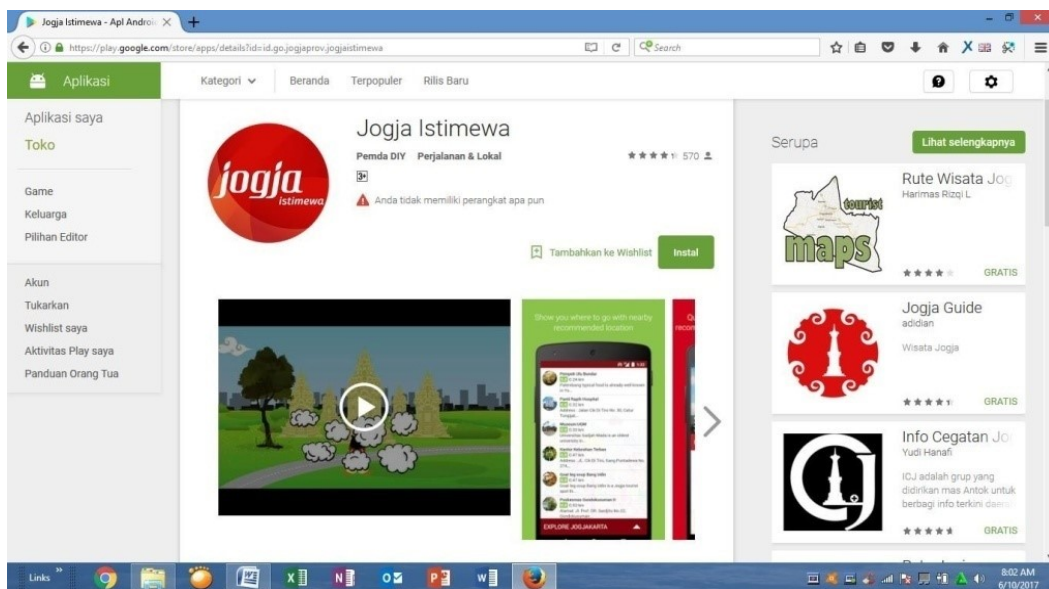 Jogja Istimewa - Apl Androi
https://play.google.com/store/apps/details?id=id.go.jogjaprov.jogjaistimewa
Search
Aplikasi
Kategori
Beranda
Terpopuler
Rilis Baru
Aplikasi saya
Toko
Game
Keluarga
Pilihan Editor
Akun
Tukarkan
Wishlist saya
Aktivitas Play saya
Panduan Orang Tua
jogja
istimewa
Jogja Istimewa
Pemda DIY Perjalanan & Lokal
570
3+
Anda tidak memiliki perangkat apa pun
Tambahkan ke Wishlist
Instal
Show you where to go with nearby
recommended location
EXPLORE JOGJAKARTA
Serupa
Lihat selengkapnya
tourist
maps
Rute Wisata Jog
Harimas Rizqi L
GRATIS
Jogja Guide
adidian
Wisata Jogja
GRATIS
Info Cegatan Jo
Yudi Hanafi
ICJ adalah grup yang
didirikan mas Antok untuk
berbagi info terkini
GRATIS
Links
8:02 AM
6/10/2017